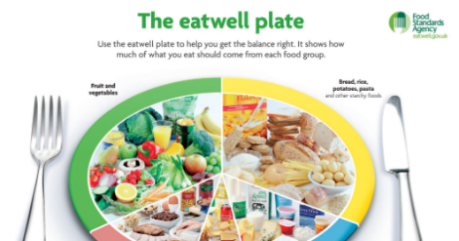 The eatwell plate
Food
Standards
Agency
eatwell.gov.uk
Use the eatwell plate to help you get the balance right. It shows how
much of what you eat should come from each food group.
Fruit and
vegetables
Bread, rice,
potatoes, pasta
and other starchy foods